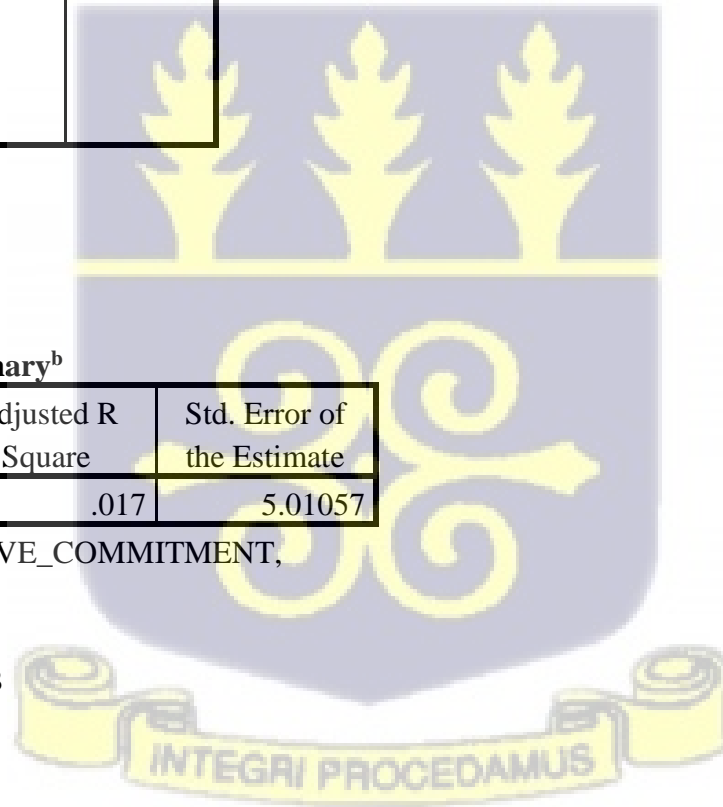 mary^b
djusted R Std. Error of
Square the Estimate
.017 5.01057
VE_COMMITMENT,
INTEGRI PROCEDAMUS